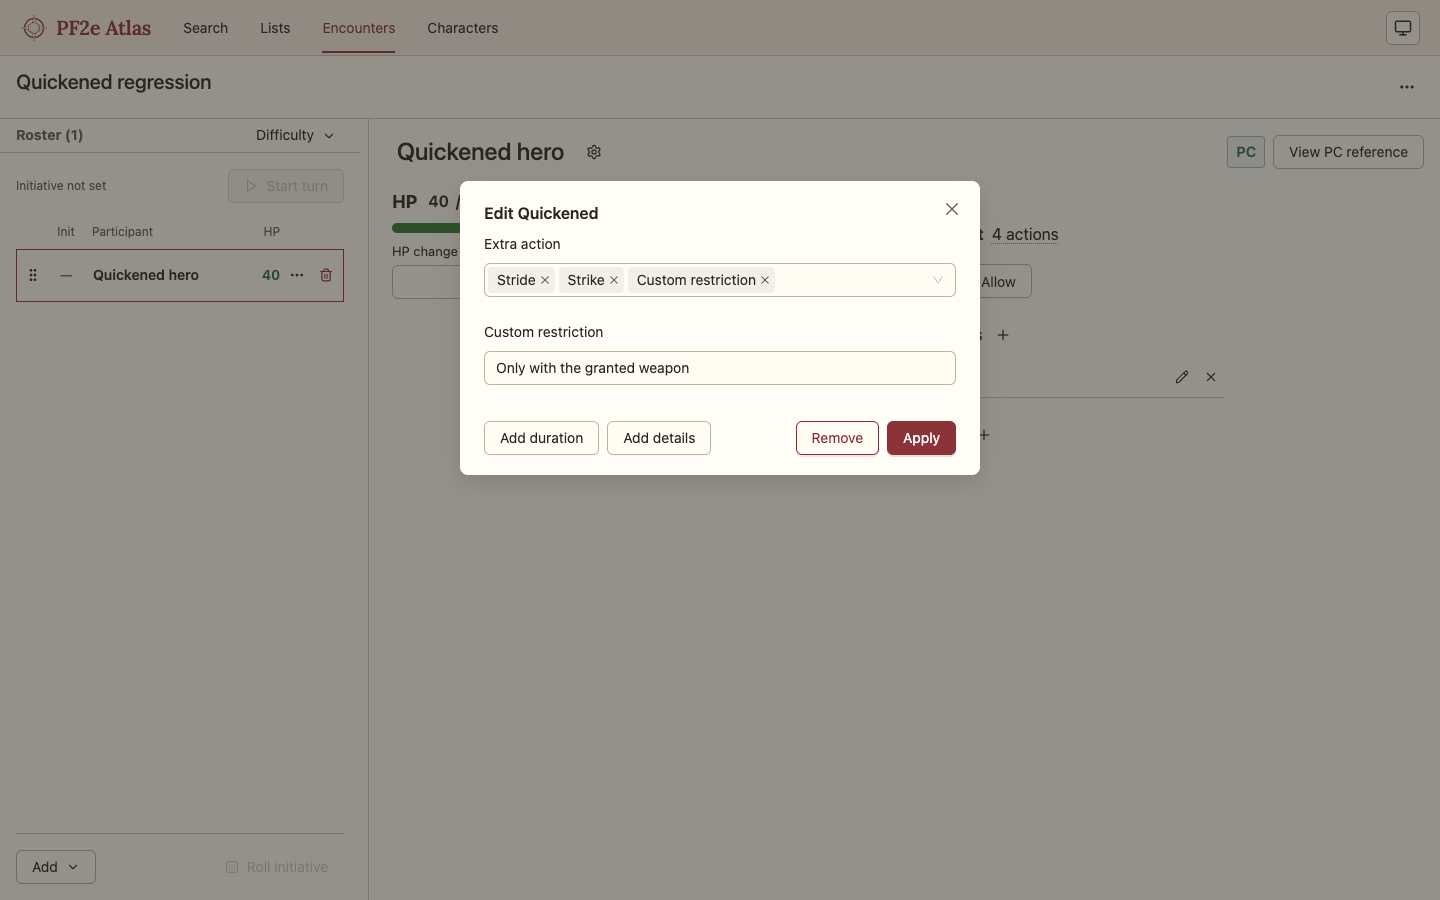 PF2e Atlas
Search
Lists
Encounters
Characters
Quickened regression
Roster (1)
Difficulty
Initiative not set
Start turn
Init
Participant
HP
Quickened hero
40
Add
Roll initiative
Quickened hero
PC
View PC reference
HP 40 /
HP change
4 actions
Allow
Edit Quickened
Extra action
Stride
Strike
Custom restriction
Custom restriction
Only with the granted weapon
Add duration
Add details
Remove
Apply